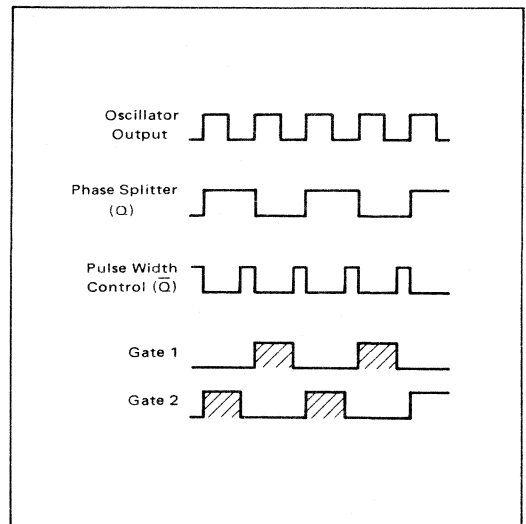 Oscillator
Output
Phase Splitter
(Q)
Pulse Width
Control (Q̅)
Gate 1
Gate 2